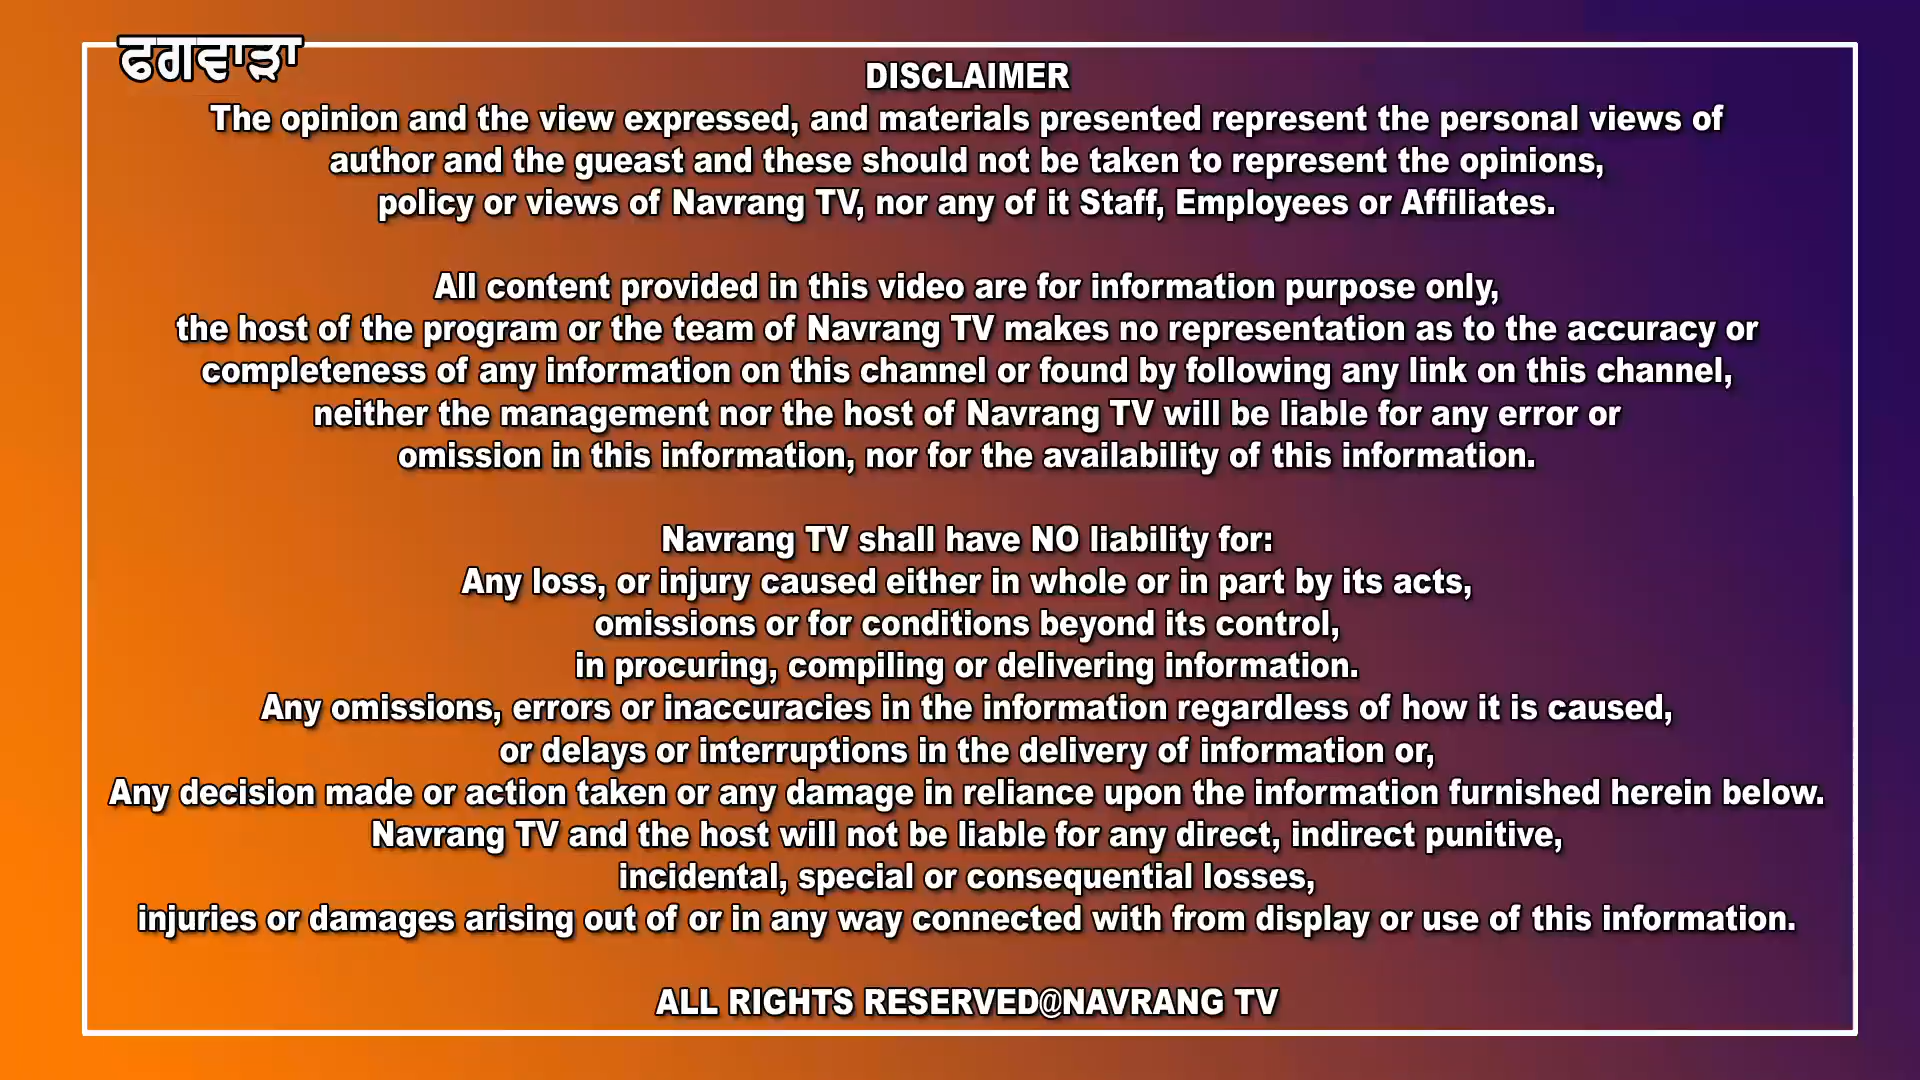 ਫਗਵਾੜਾ
DISCLAIMER
The opinion and the view expressed, and materials presented represent the personal views of
author and the gueast and these should not be taken to represent the opinions,
policy or views of Navrang TV, nor any of it Staff, Employees or Affiliates.
All content provided in this video are for information purpose only,
the host of the program or the team of Navrang TV makes no representation as to the accuracy or
completeness of any information on this channel or found by following any link on this channel,
neither the management nor the host of Navrang TV will be liable for any error or
omission in this information, nor for the availability of this information.
Navrang TV shall have NO liability for:
Any loss, or injury caused either in whole or in part by its acts,
omissions or for conditions beyond its control,
in procuring, compiling or delivering information.
Any omissions, errors or inaccuracies in the information regardless of how it is caused,
or delays or interruptions in the delivery of information or,
Any decision made or action taken or any damage in reliance upon the information furnished herein below.
Navrang TV and the host will not be liable for any direct, indirect punitive,
incidental, special or consequential losses,
injuries or damages arising out of or in any way connected with from display or use of this information.
ALL RIGHTS RESERVED@NAVRANG TV